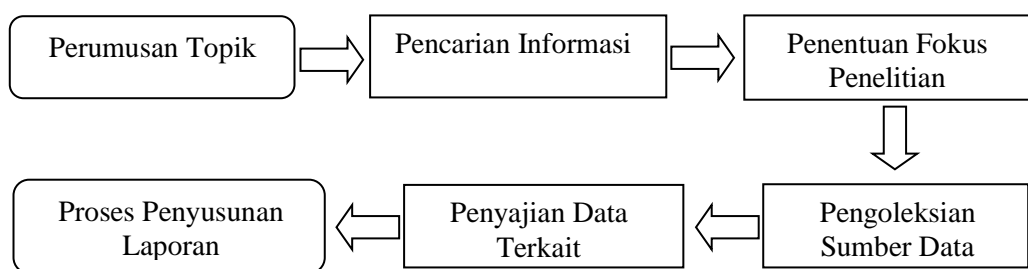 Perumusan Topik
Pencarian Informasi
Penentuan Fokus
Penelitian
Pengoleksian
Sumber Data
Penyajian Data
Terkait
Proses Penyusunan
Laporan